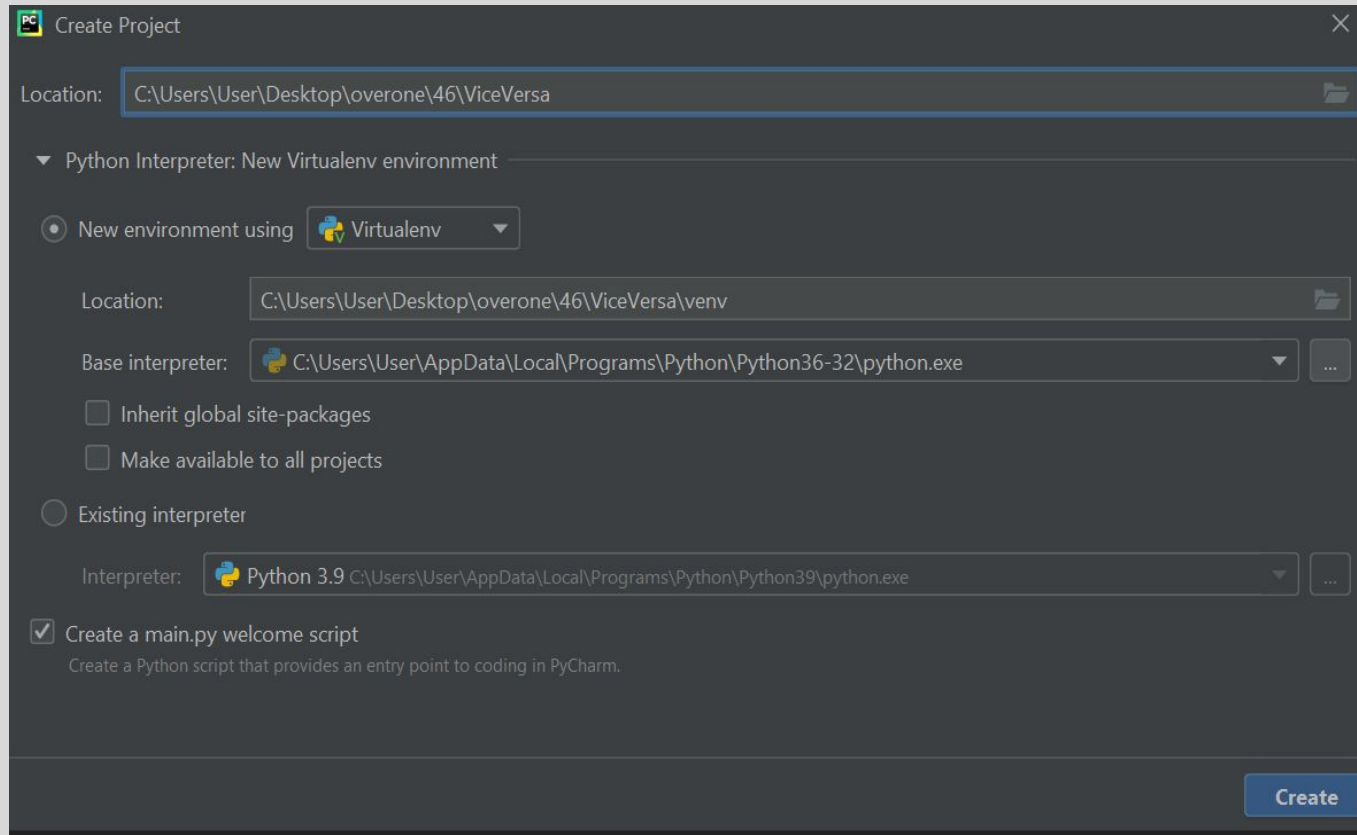 PC Create Project
Location: C:\Users\User\Desktop\overone\46\ViceVersa
Python Interpreter: New Virtualenv environment
New environment using Virtualenv
Location: C:\Users\User\Desktop\overone\46\ViceVersa\venv
Base interpreter: C:\Users\User\AppData\Local\Programs\Python\Python36-32\python.exe ...
Inherit global site-packages
Make available to all projects
Existing interpreter
Interpreter: Python 3.9 C:\Users\User\AppData\Local\Programs\Python\Python39\python.exe ...
Create a main.py welcome script
Create a Python script that provides an entry point to coding in PyCharm.
Create